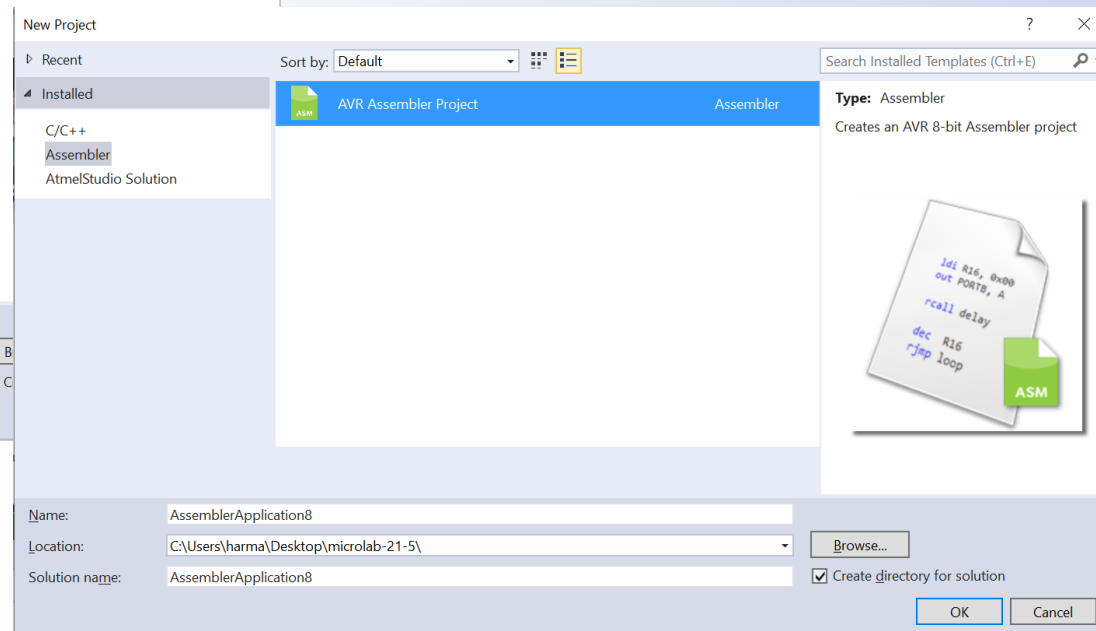 New Project
?
Recent
Installed
C/C++
Assembler
AtmelStudio Solution
Sort by: Default
AVR Assembler Project Assembler
ASM
Search Installed Templates (Ctrl+E)
Type: Assembler
Creates an AVR 8-bit Assembler project
ldi R16, 0x00
out PORTB, A
rcall delay
dec R16
rjmp loop
ASM
Name: AssemblerApplication8
Location: C:\Users\harma\Desktop\microlab-21-5\
Browse...
Solution name: AssemblerApplication8
Create directory for solution
OK Cancel
B
C